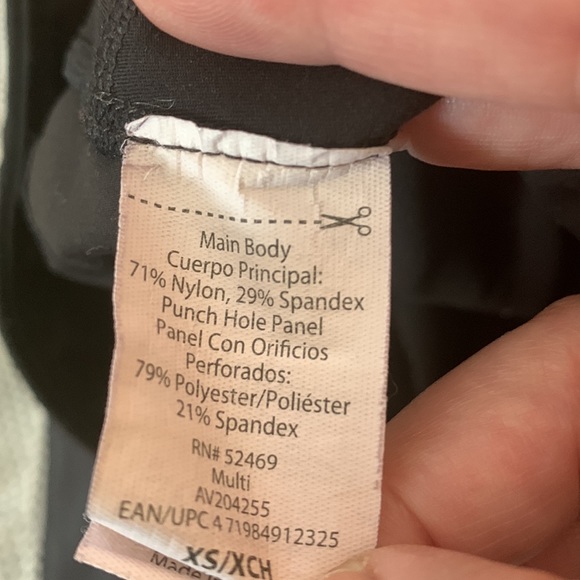 Main Body
Cuerpo Principal:
71% Nylon, 29% Spandex
Punch Hole Panel
Panel Con Orificios
Perforados:
79% Polyester/Poliéster
21% Spandex
RN# 52469
Multi
AV204255
EAN/UPC 471984912325
XS/XCH
Made